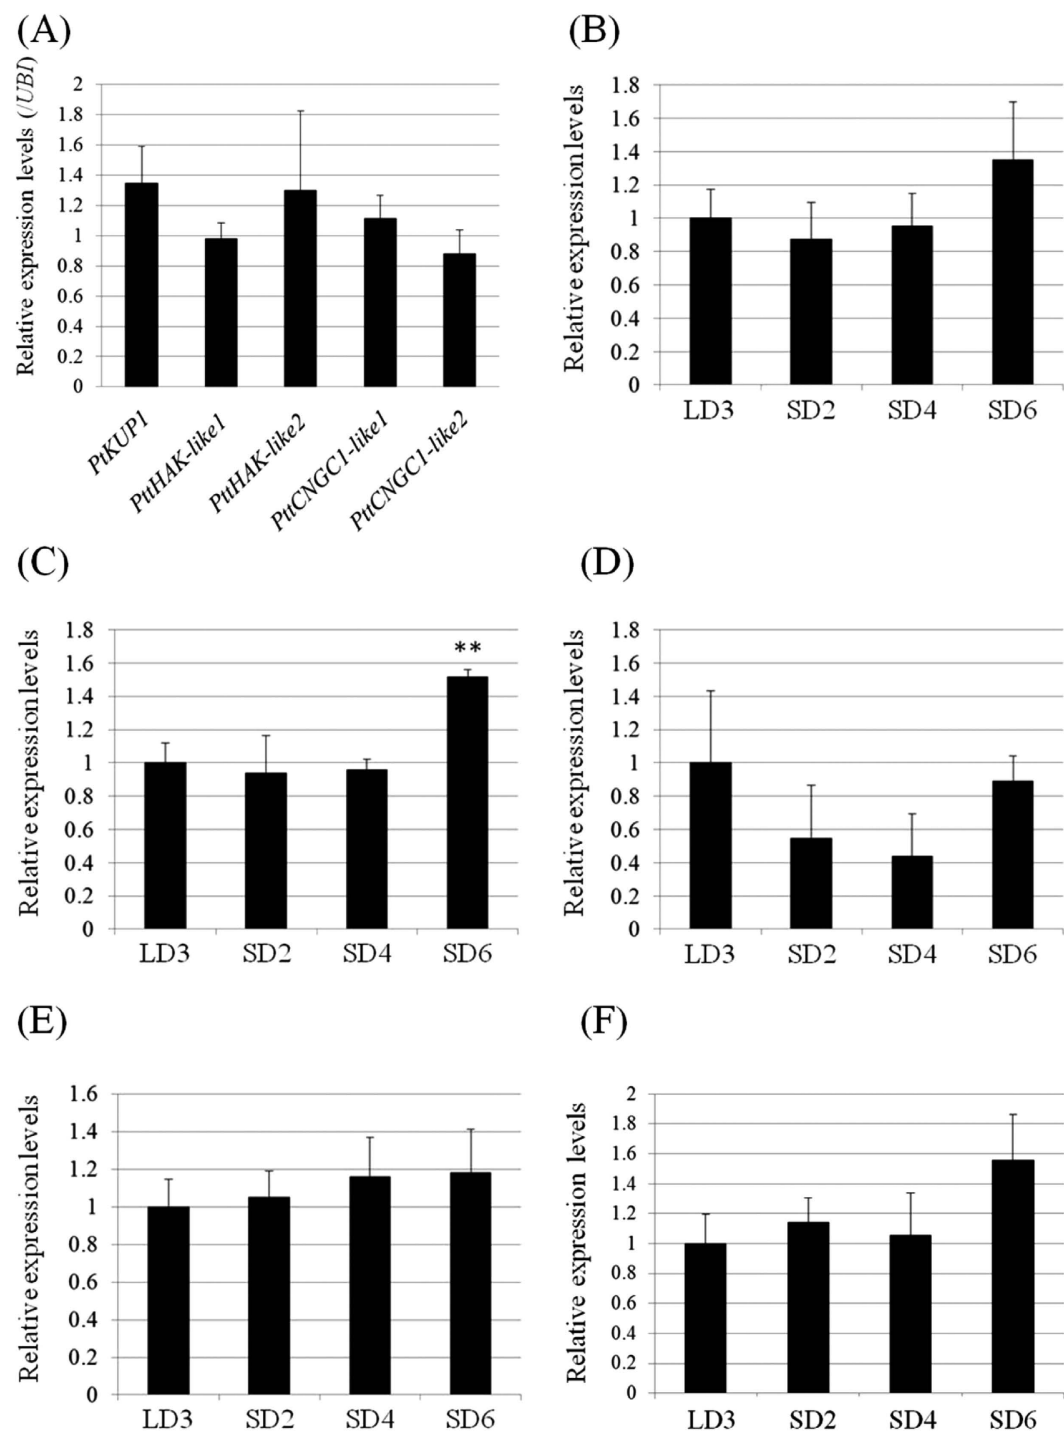 (A)
Relative expression levels (/UBI)
2
1.8
1.6
1.4
1.2
1
0.8
0.6
0.4
0.2
0
PtKUP1
PttHAK-like1
PttHAK-like2
PttCNGC1-like1
PttCNGC1-like2
(B)
Relative expression levels
1.8
1.6
1.4
1.2
1
0.8
0.6
0.4
0.2
0
LD3 SD2 SD4 SD6
(C)
Relative expression levels
1.8
1.6
1.4
1.2
1
0.8
0.6
0.4
0.2
0
**
LD3 SD2 SD4 SD6
(D)
Relative expression levels
1.8
1.6
1.4
1.2
1
0.8
0.6
0.4
0.2
0
LD3 SD2 SD4 SD6
(E)
Relative expression levels
1.6
1.4
1.2
1
0.8
0.6
0.4
0.2
0
LD3 SD2 SD4 SD6
(F)
Relative expression levels
2
1.8
1.6
1.4
1.2
1
0.8
0.6
0.4
0.2
0
LD3 SD2 SD4 SD6